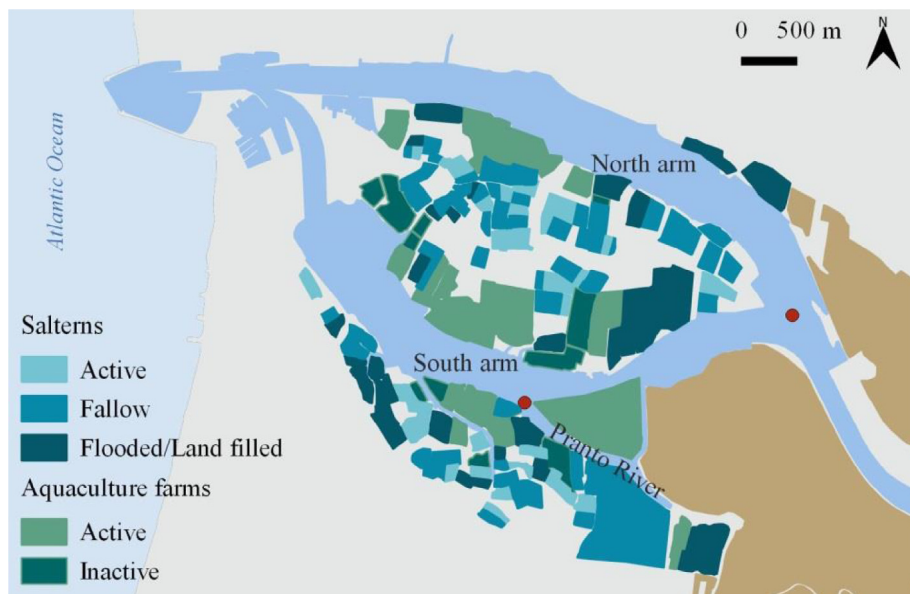 0 500 m
N
North arm
Atlantic Ocean
Salterns
Active
Fallow
Flooded/Land filled
South arm
Pranto River
Aquaculture farms
Active
Inactive